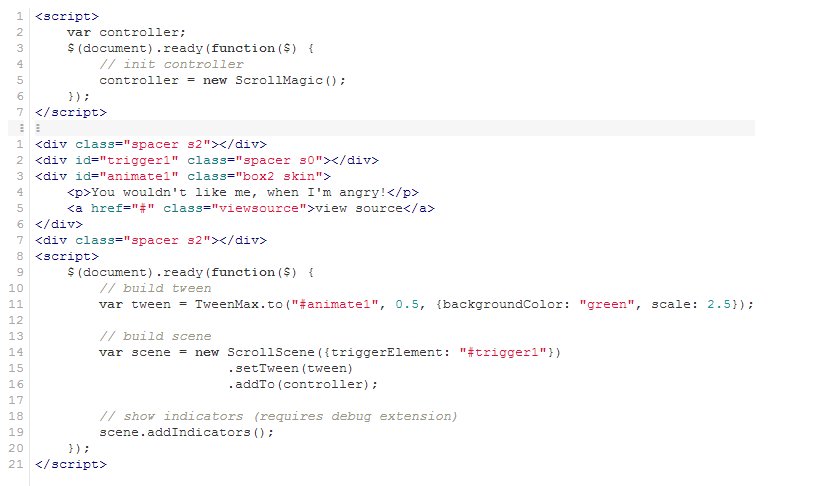 1 <script>
2     var controller;
3     $(document).ready(function($) {
4         // init controller
5         controller = new ScrollMagic();
6     });
7 </script>
⋮ ⋮
1 <div class="spacer s2"></div>
2 <div id="trigger1" class="spacer s0"></div>
3 <div id="animate1" class="box2 skin">
4     <p>You wouldn't like me, when I'm angry!</p>
5     <a href="#" class="viewsource">view source</a>
6 </div>
7 <div class="spacer s2"></div>
8 <script>
9     $(document).ready(function($) {
10         // build tween
11         var tween = TweenMax.to("#animate1", 0.5, {backgroundColor: "green", scale: 2.5});
12
13         // build scene
14         var scene = new ScrollScene({triggerElement: "#trigger1"})
15                         .setTween(tween)
16                         .addTo(controller);
17
18         // show indicators (requires debug extension)
19         scene.addIndicators();
20     });
21 </script>